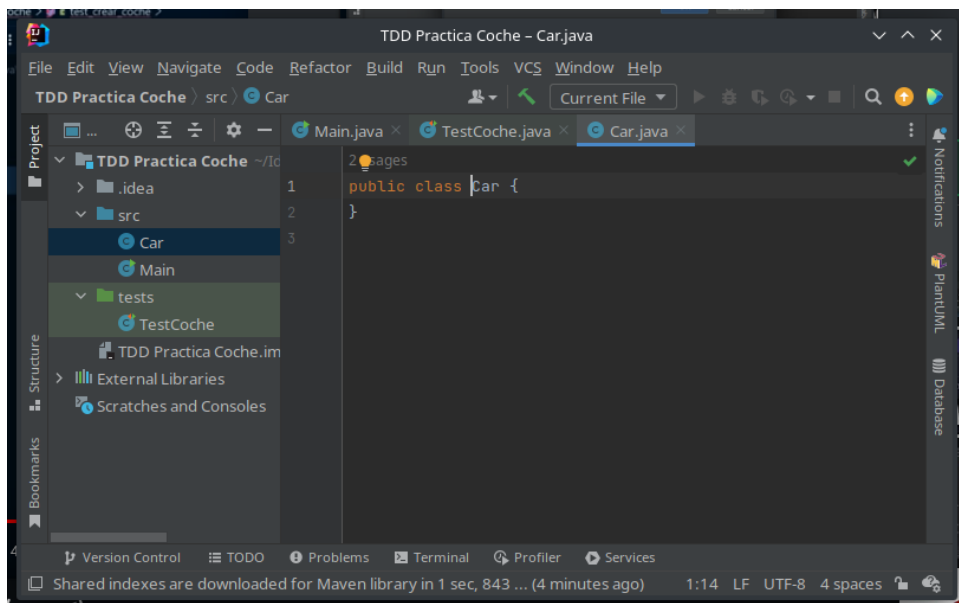 TDD Practica Coche – Car.java
File Edit View Navigate Code Refactor Build Run Tools VCS Window Help
TDD Practica Coche src Car
Current File
Project
...
Main.java
TestCoche.java
Car.java
TDD Practica Coche ~/Id
.idea
src
Car
Main
tests
TestCoche
TDD Practica Coche.im
External Libraries
Scratches and Consoles
1 public class Car {
2 }
3
Structure
Bookmarks
Notifications
PlantUML
Database
Version Control TODO Problems Terminal Profiler Services
Shared indexes are downloaded for Maven library in 1 sec, 843 ... (4 minutes ago) 1:14 LF UTF-8 4 spaces